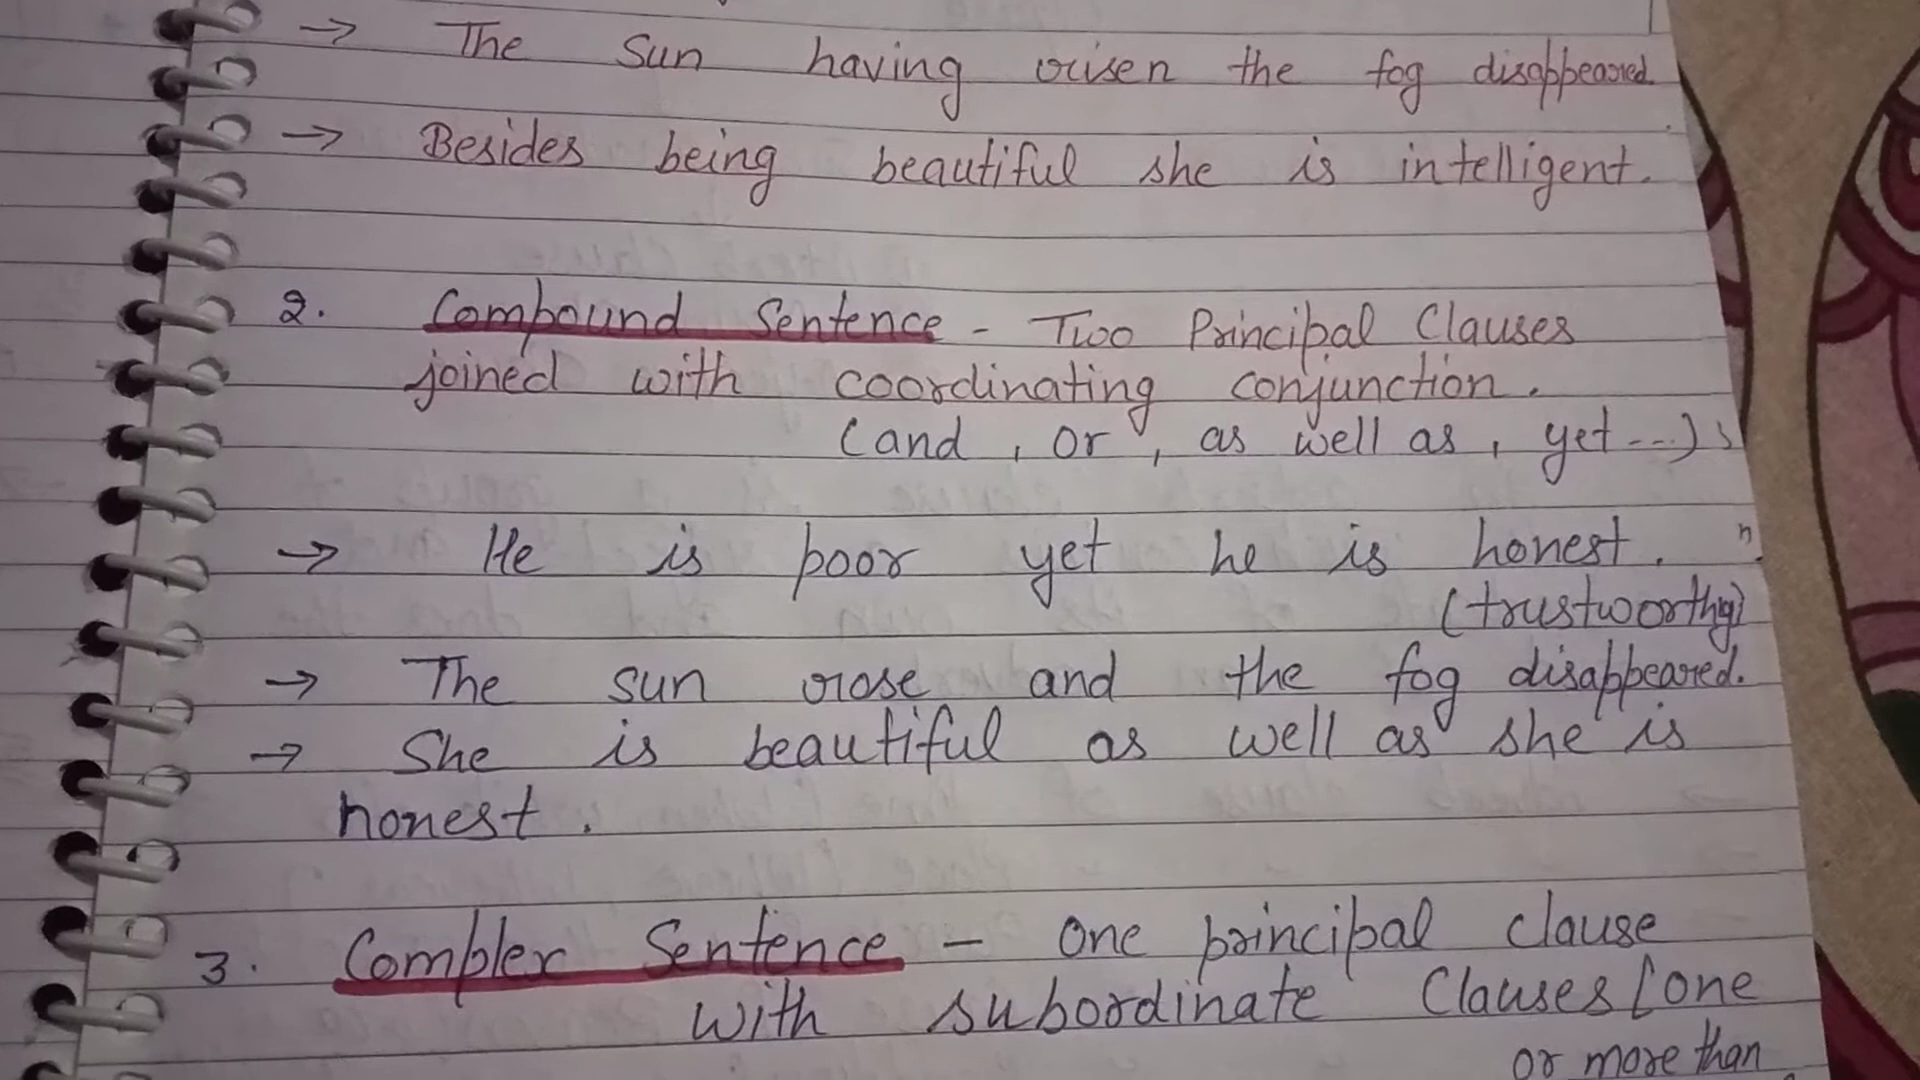 → The Sun having risen the fog disappeared.
→ Besides being beautiful she is intelligent.
2. Compound Sentence - Two Principal Clauses
joined with coordinating conjunction.
(and, or, as well as, yet---)
→ He is poor yet he is honest.
(trustworthy)
→ The sun rose and the fog disappeared.
→ She is beautiful as well as she is
honest.
3. Complex Sentence - One principal clause
with subordinate Clauses [one
or more than